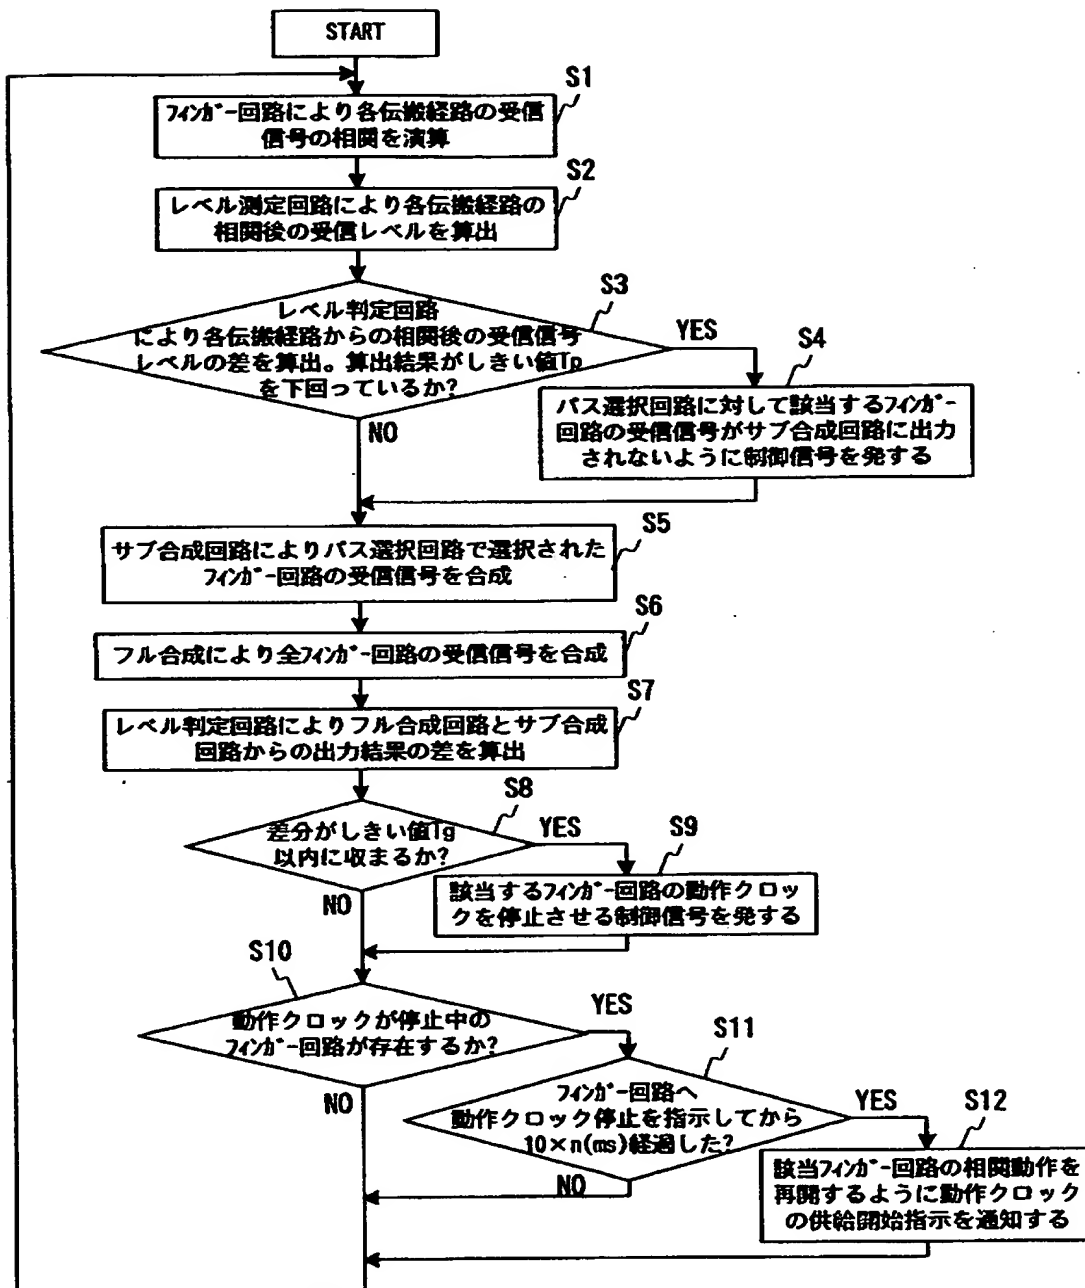 START
S1
フィンガー回路により各伝搬経路の受信
信号の相関を演算
S2
レベル測定回路により各伝搬経路の
相関後の受信レベルを算出
S3
レベル判定回路
により各伝搬経路からの相関後の受信信号
レベルの差を算出。算出結果がしきい値Tp
を下回っているか?
YES
NO
S4
パス選択回路に対して該当するフィンガー
回路の受信信号がサブ合成回路に出力
されないように制御信号を発する
S5
サブ合成回路によりパス選択回路で選択された
フィンガー回路の受信信号を合成
S6
フル合成により全フィンガー回路の受信信号を合成
S7
レベル判定回路によりフル合成回路とサブ合成
回路からの出力結果の差を算出
S8
差分がしきい値Tg
以内に収まるか?
YES
NO
S9
該当するフィンガー回路の動作クロッ
クを停止させる制御信号を発する
S10
動作クロックが停止中の
フィンガー回路が存在するか?
YES
NO
S11
フィンガー回路へ
動作クロック停止を指示してから
10×n(ms)経過した?
YES
NO
S12
該当フィンガー回路の相関動作を
再開するように動作クロック
の供給開始指示を通知する